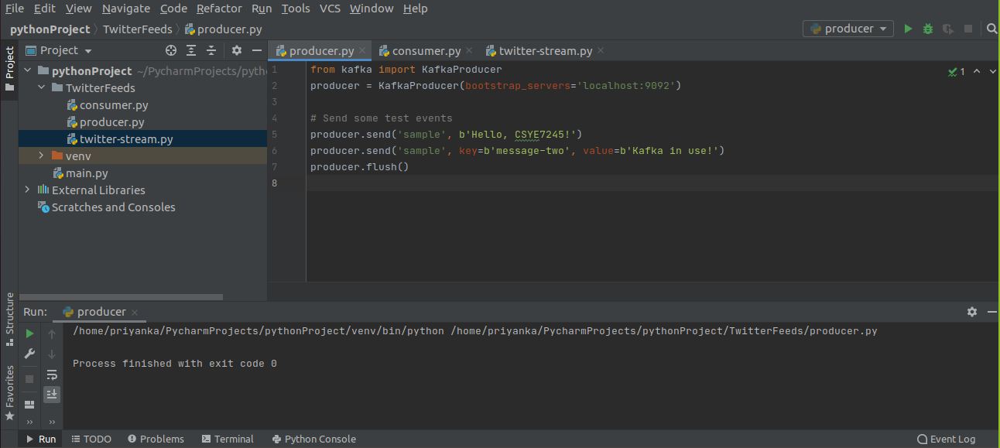 File Edit View Navigate Code Refactor Run Tools VCS Window Help
pythonProject TwitterFeeds producer.py producer
Project
Project
producer.py consumer.py twitter-stream.py
pythonProject ~/PycharmProjects/pytho
TwitterFeeds
consumer.py
producer.py
twitter-stream.py
venv
main.py
External Libraries
Scratches and Consoles
1 from kafka import KafkaProducer
2 producer = KafkaProducer(bootstrap_servers='localhost:9092')
3
4 # Send some test events
5 producer.send('sample', b'Hello, CSYE7245!')
6 producer.send('sample', key=b'message-two', value=b'Kafka in use!')
7 producer.flush()
8
1
Structure
Favorites
Run: producer
/home/priyanka/PycharmProjects/pythonProject/venv/bin/python /home/priyanka/PycharmProjects/pythonProject/TwitterFeeds/producer.py
Process finished with exit code 0
Run TODO Problems Terminal Python Console Event Log